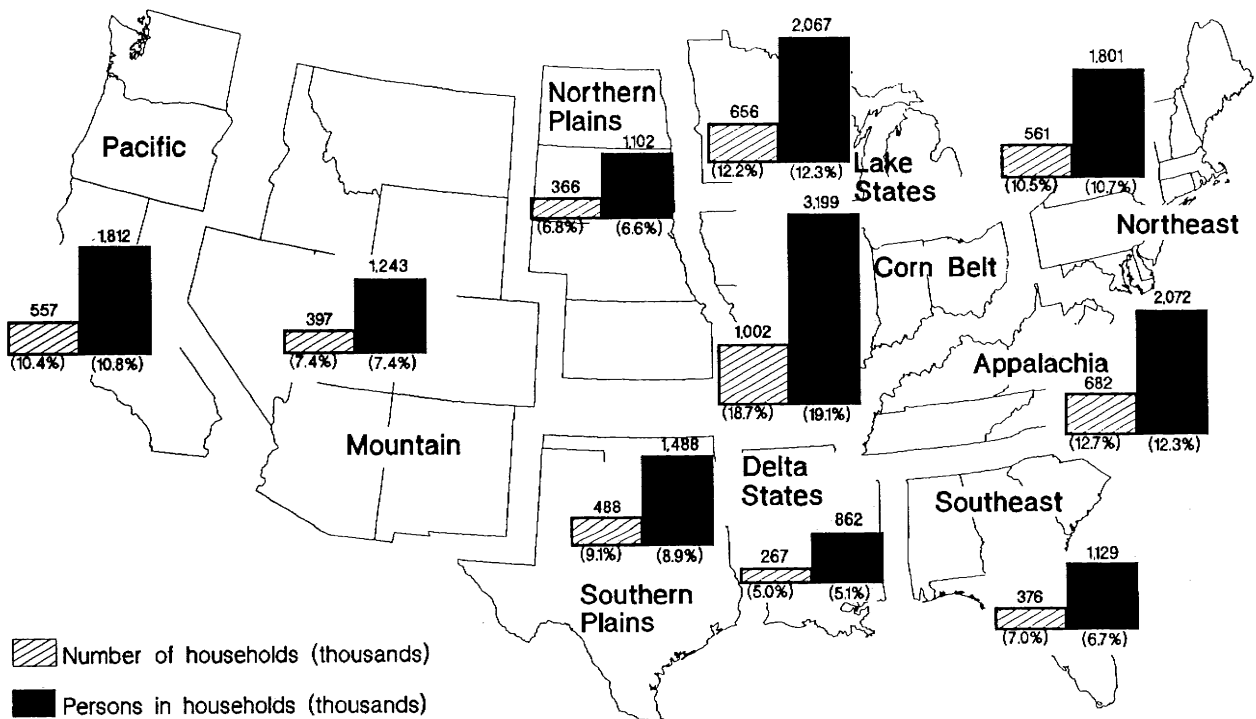 2,067
656
(12.2%) (12.3%)
Lake
States
1,801
561
(10.5%) (10.7%)
Northeast
Northern
Plains
1,102
366
(6.8%) (6.6%)
Pacific
1,812
557
(10.4%) (10.8%)
1,243
397
(7.4%) (7.4%)
Mountain
3,199
Corn Belt
1,002
(18.7%) (19.1%)
2,072
Appalachia
682
(12.7%) (12.3%)
1,488
488
(9.1%) (8.9%)
Southern
Plains
Delta
States
862
267
(5.0%) (5.1%)
Southeast
1,129
376
(7.0%) (6.7%)
Number of households (thousands)
Persons in households (thousands)